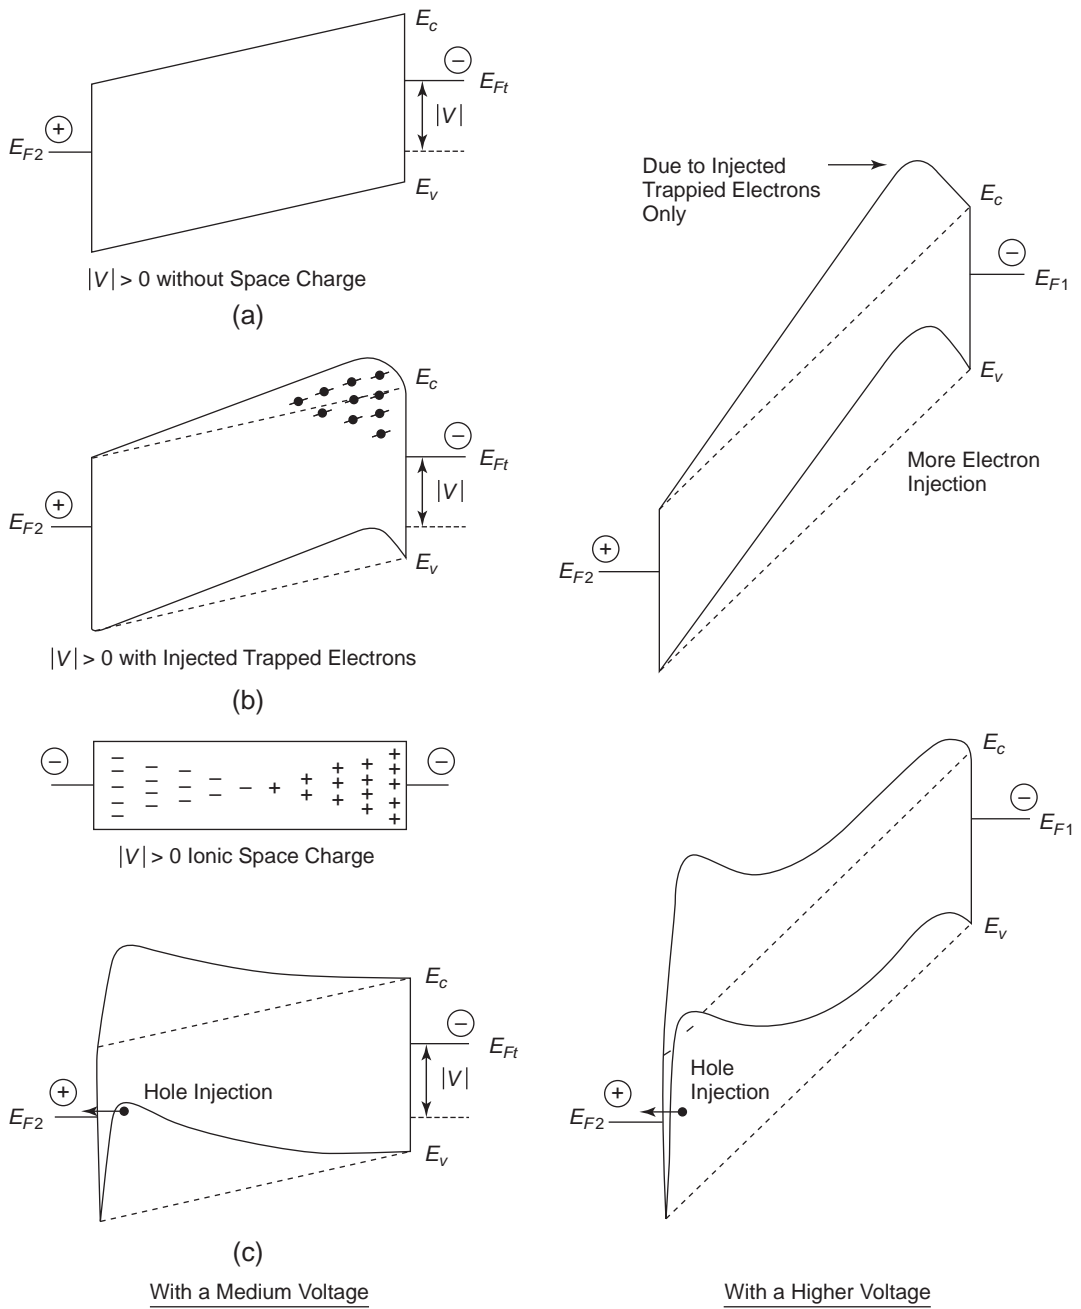 E_c
−
E_Ft
|V|
+
E_F2
E_v
|V| > 0 without Space Charge
(a)
E_c
−
E_Ft
|V|
+
E_F2
E_v
|V| > 0 with Injected Trapped Electrons
(b)
Due to Injected
Trappied Electrons
Only
E_c
−
E_F1
E_v
More Electron
Injection
+
E_F2
−
−
|V| > 0 Ionic Space Charge
E_c
−
E_Ft
|V|
+
Hole Injection
E_F2
E_v
(c)
With a Medium Voltage
E_c
−
E_F1
E_v
Hole
Injection
+
E_F2
With a Higher Voltage